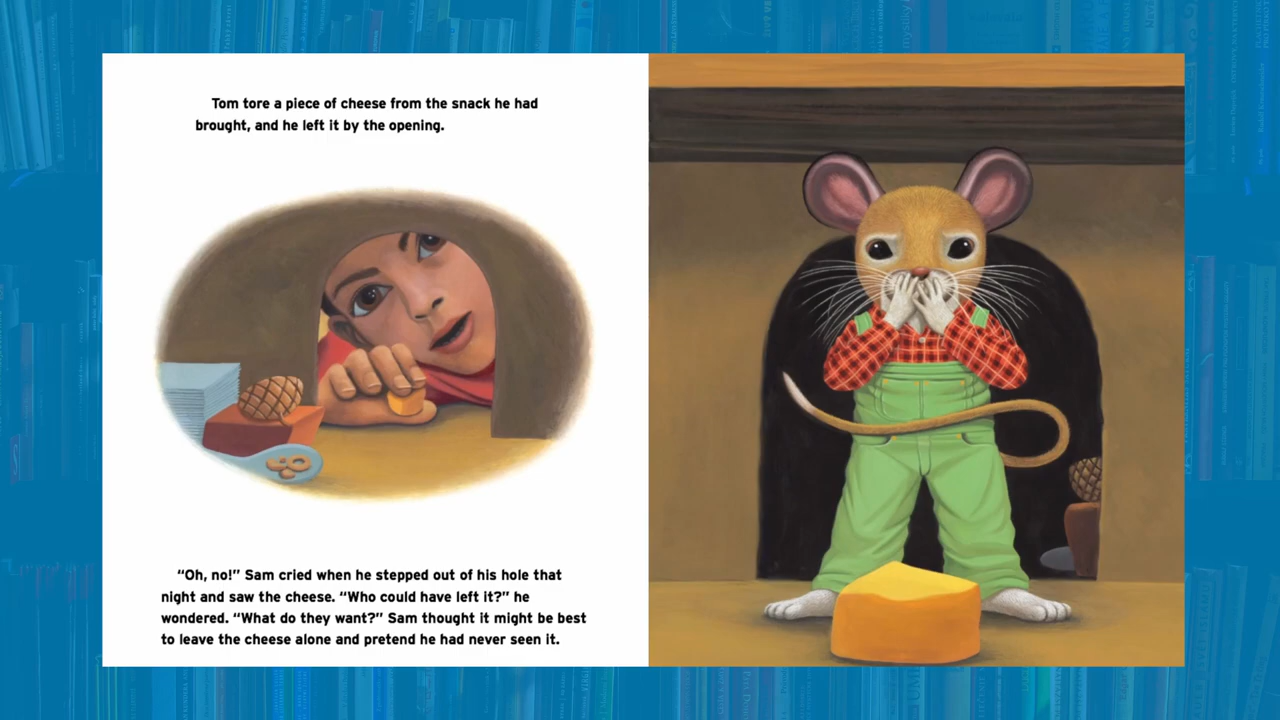 Tom tore a piece of cheese from the snack he had
brought, and he left it by the opening.
“Oh, no!” Sam cried when he stepped out of his hole that
night and saw the cheese. “Who could have left it?” he
wondered. “What do they want?” Sam thought it might be best
to leave the cheese alone and pretend he had never seen it.